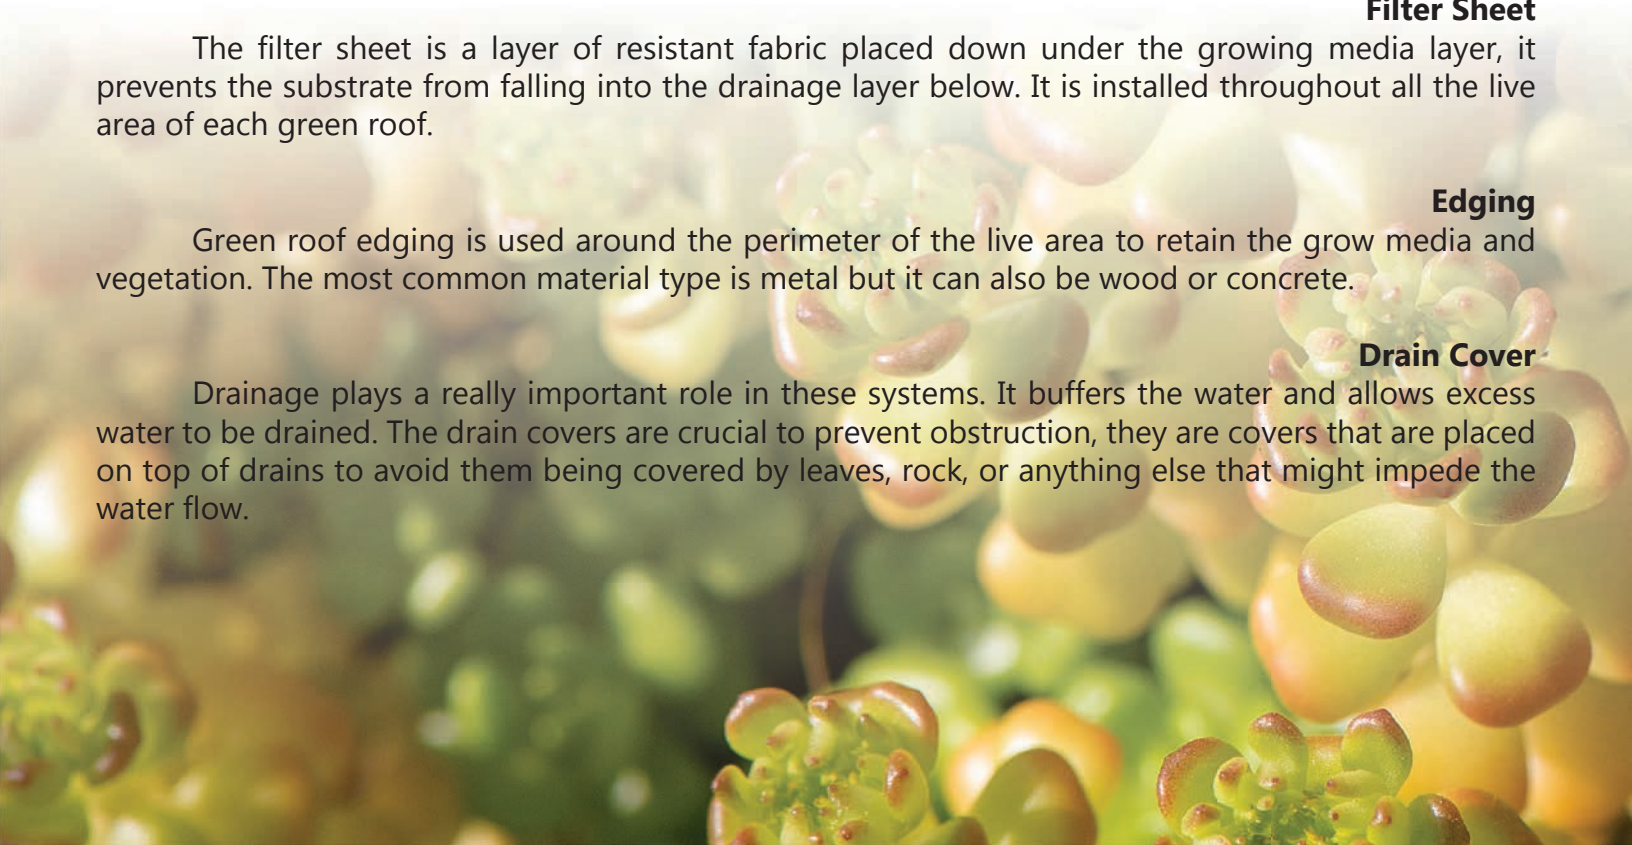 Filter Sheet
The filter sheet is a layer of resistant fabric placed down under the growing media layer, it
prevents the substrate from falling into the drainage layer below. It is installed throughout all the live
area of each green roof.
Edging
Green roof edging is used around the perimeter of the live area to retain the grow media and
vegetation. The most common material type is metal but it can also be wood or concrete.
Drain Cover
Drainage plays a really important role in these systems. It buffers the water and allows excess
water to be drained. The drain covers are crucial to prevent obstruction, they are covers that are placed
on top of drains to avoid them being covered by leaves, rock, or anything else that might impede the
water flow.